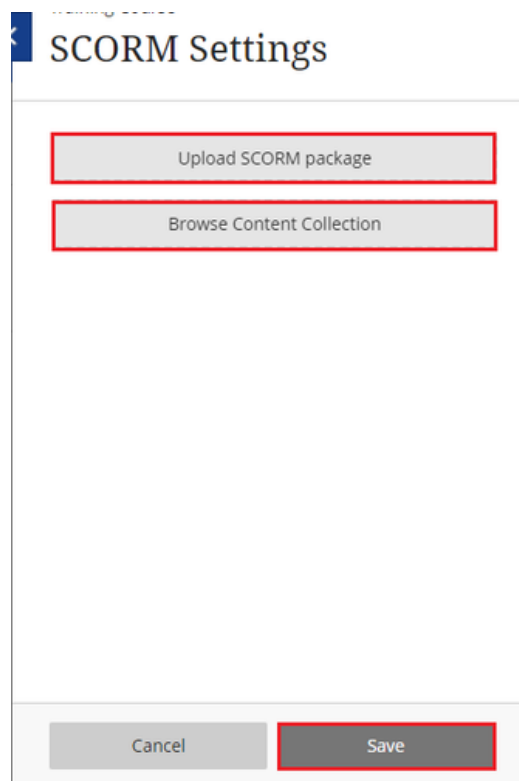 SCORM Settings
Upload SCORM package
Browse Content Collection
Cancel
Save